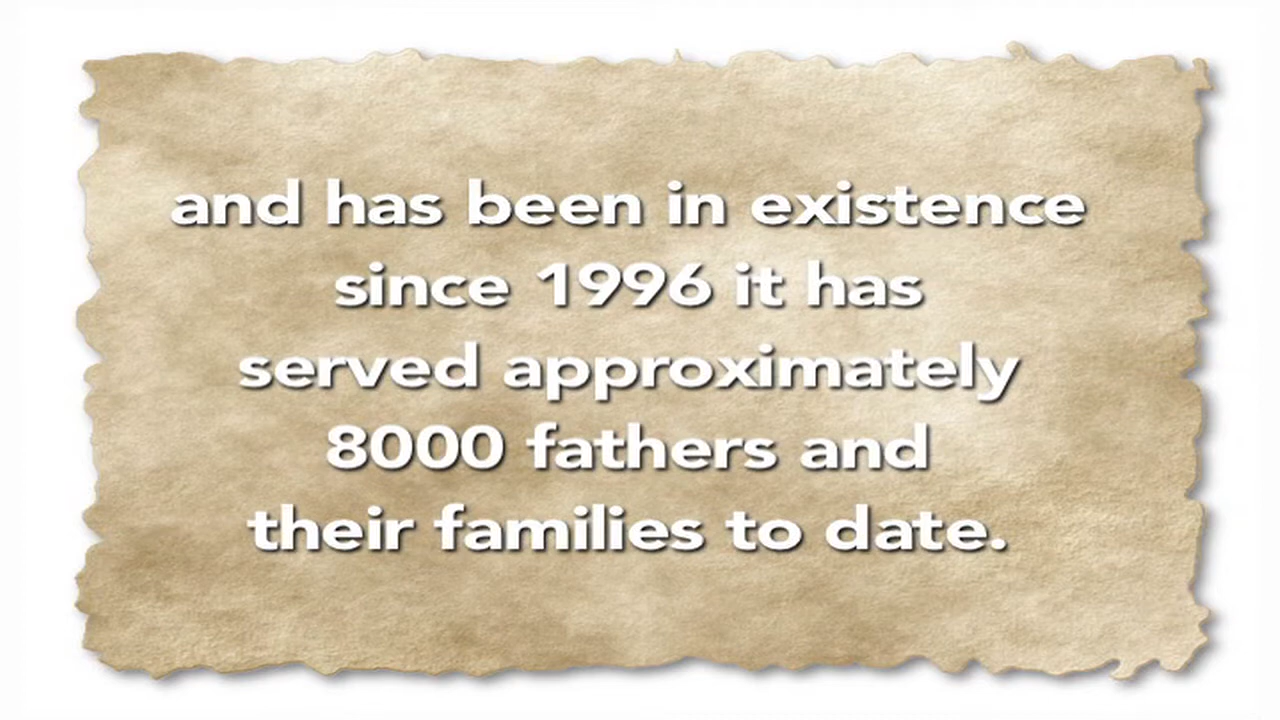 and has been in existence
since 1996 it has
served approximately
8000 fathers and
their families to date.